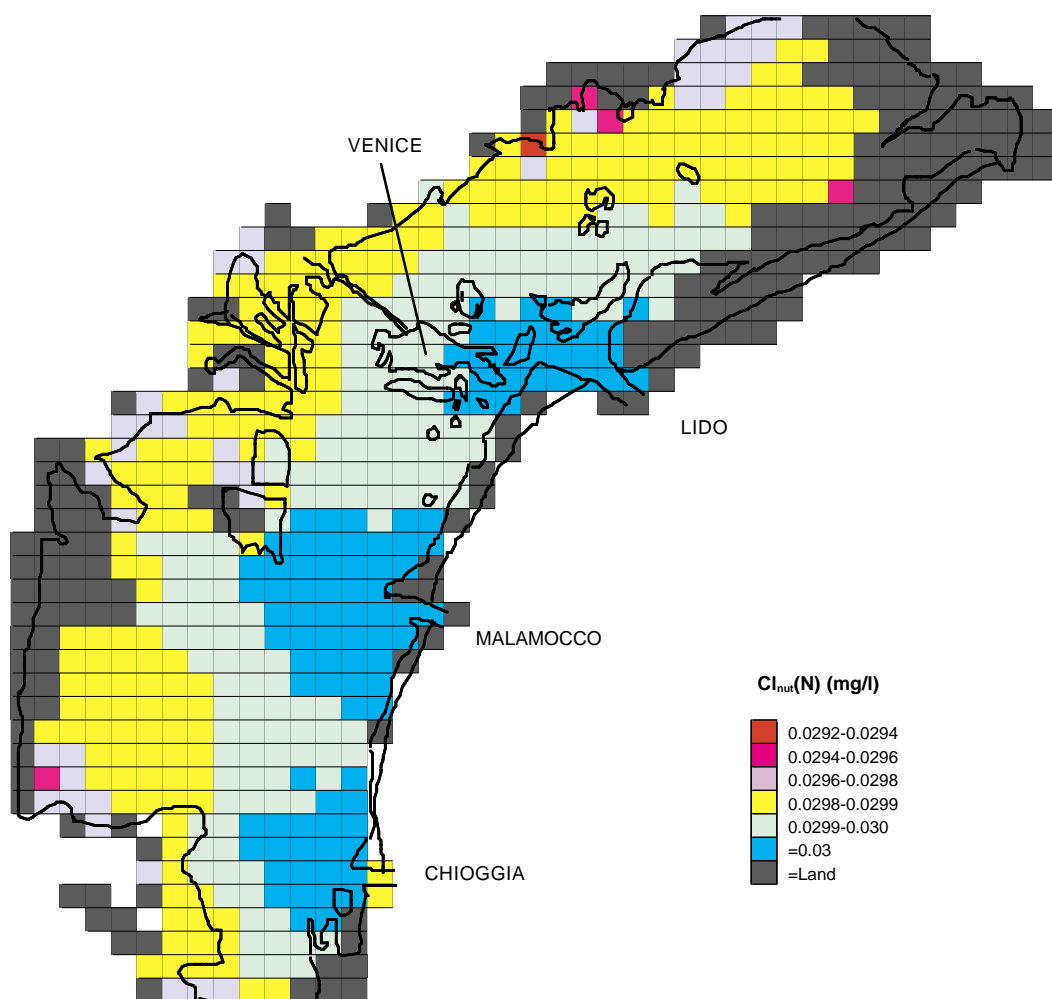 VENICE
LIDO
MALAMOCCO
CHIOGGIA
Cl_nut(N) (mg/l)
0.0292-0.0294
0.0294-0.0296
0.0296-0.0298
0.0298-0.0299
0.0299-0.030
=0.03
=Land